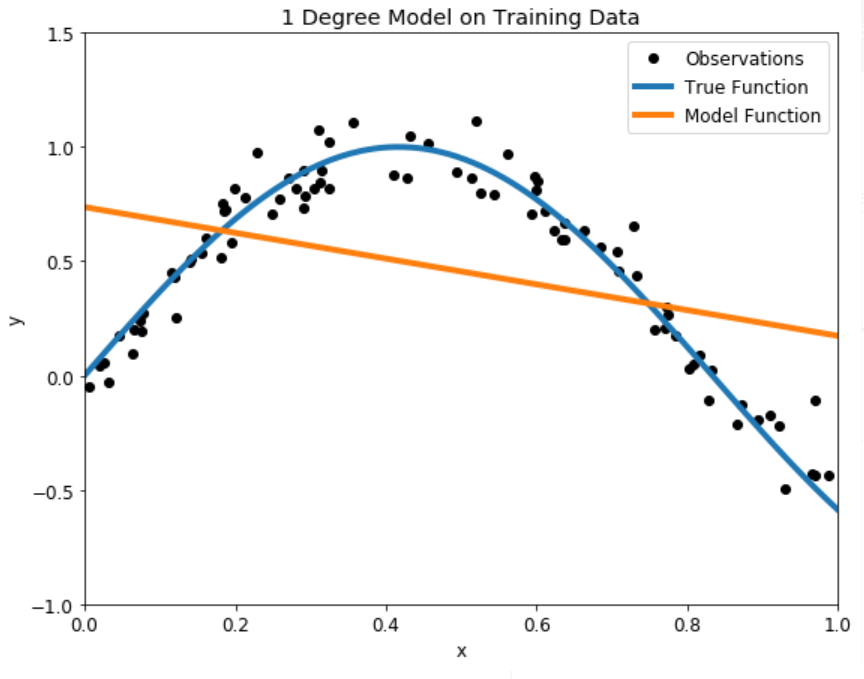 1 Degree Model on Training Data
1.5
1.0
0.5
0.0
−0.5
−1.0
y
Observations
True Function
Model Function
0.0 0.2 0.4 0.6 0.8 1.0
x